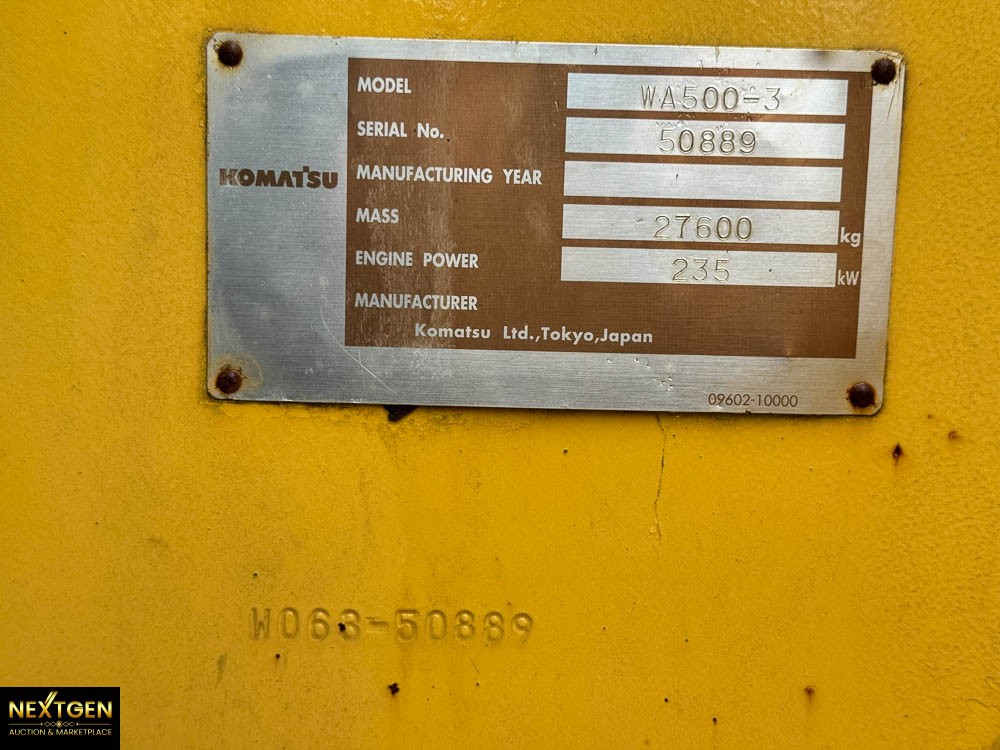 KOMATSU
MODEL WA500-3
SERIAL No. 50889
MANUFACTURING YEAR
MASS 27600 kg
ENGINE POWER 235 kW
MANUFACTURER
Komatsu Ltd.,Tokyo,Japan
09602-10000
W063-50889
NEXTGEN
AUCTION & MARKETPLACE